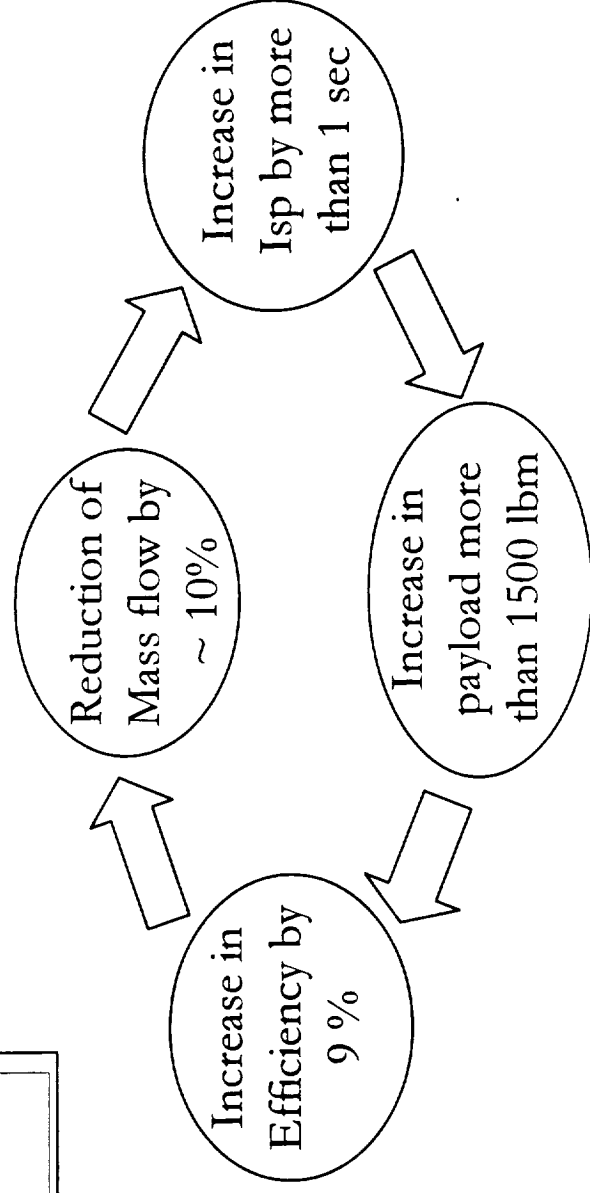 Increase in
Efficiency by
9 %
Reduction of
Mass flow by
~ 10%
Increase in
Isp by more
than 1 sec
Increase in
payload more
than 1500 lbm